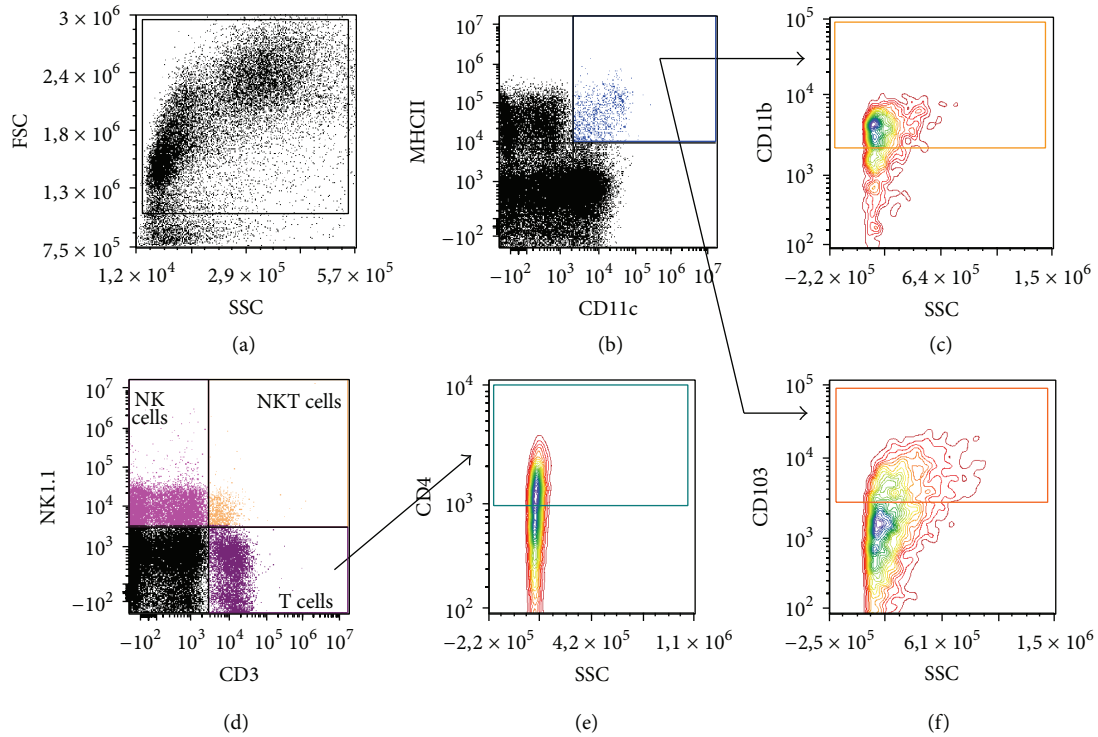 3 × 10⁶
2,4 × 10⁶
1,8 × 10⁶
1,3 × 10⁶
7,5 × 10⁵
FSC
1,2 × 10⁴ 2,9 × 10⁵ 5,7 × 10⁵
SSC
(a)
10⁷
10⁶
10⁵
10⁴
10³
−10²
MHCII
−10² 10³ 10⁴ 10⁵ 10⁶ 10⁷
CD11c
(b)
10⁵
10⁴
10³
10²
CD11b
−2,2 × 10⁵ 6,4 × 10⁵ 1,5 × 10⁶
SSC
(c)
10⁷
10⁶
10⁵
10⁴
10³
−10²
NK1.1
NK
cells
NKT cells
T cells
−10² 10³ 10⁴ 10⁵ 10⁶ 10⁷
CD3
(d)
10⁴
10³
10²
CD4
−2,2 × 10⁵ 4,2 × 10⁵ 1,1 × 10⁶
SSC
(e)
10⁵
10⁴
10³
10²
CD103
−2,5 × 10⁵ 6,1 × 10⁵ 1,5 × 10⁶
SSC
(f)